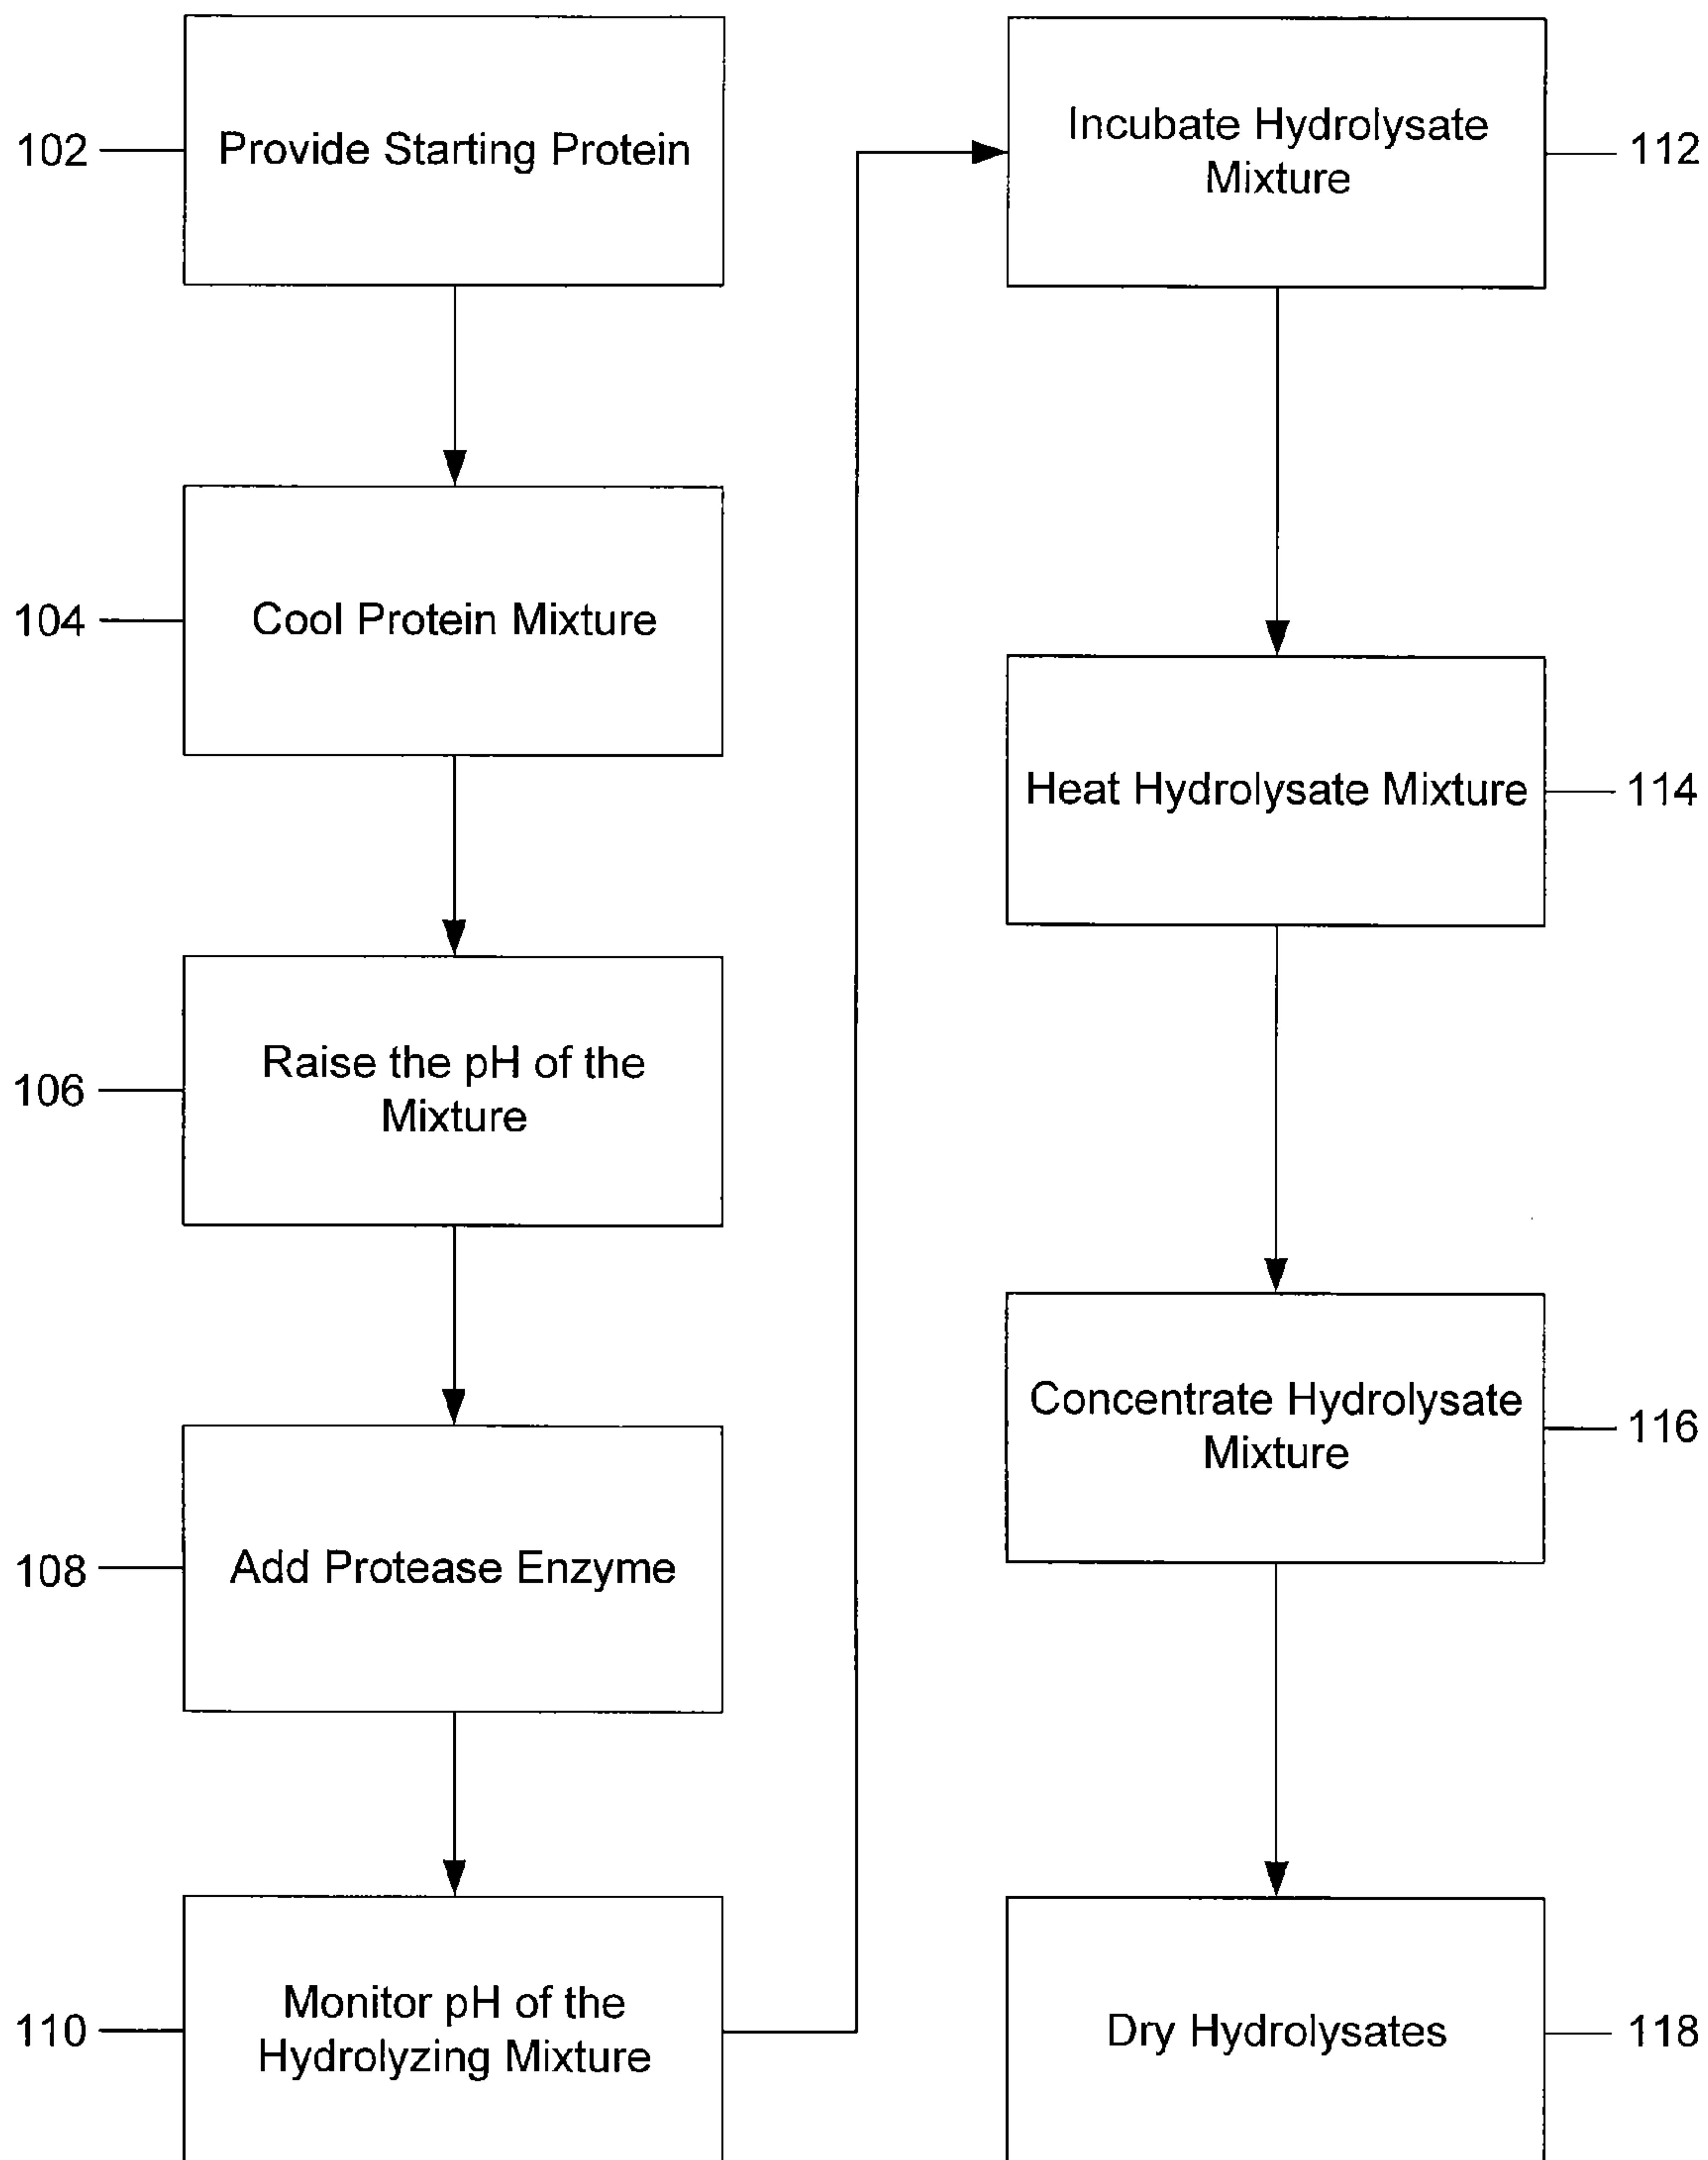 102
Provide Starting Protein
104
Cool Protein Mixture
106
Raise the pH of the
Mixture
108
Add Protease Enzyme
110
Monitor pH of the
Hydrolyzing Mixture
Incubate Hydrolysate
Mixture
112
Heat Hydrolysate Mixture
114
Concentrate Hydrolysate
Mixture
116
Dry Hydrolysates
118